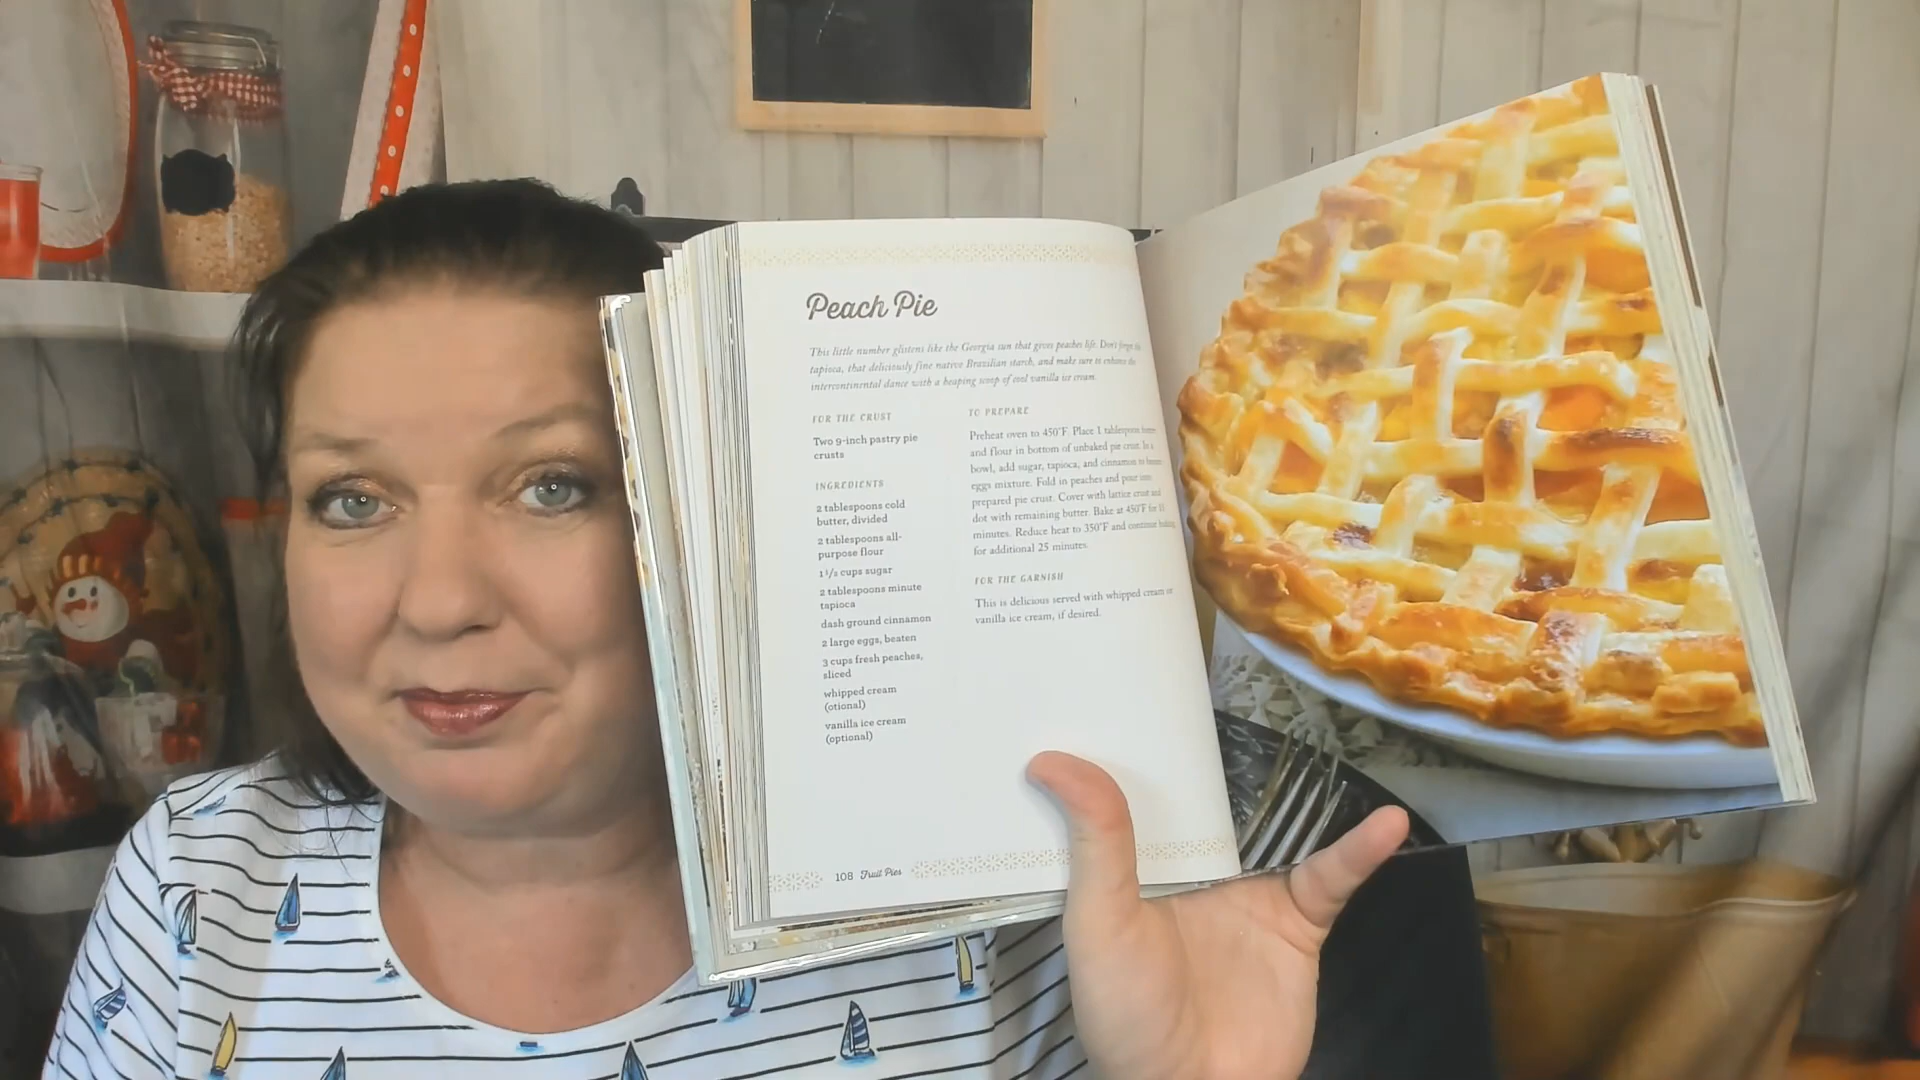 Peach Pie
This little number glistens like the Georgia sun that gives peaches life. Don't forget the
tapioca, that deliciously fine native Brazilian starch, and make sure to enhance the
intercontinental dance with a heaping scoop of cool vanilla ice cream.
FOR THE CRUST
Two 9-inch pastry pie
crusts
INGREDIENTS
2 tablespoons cold
butter, divided
2 tablespoons all-
purpose flour
cups sugar
2 tablespoons minute
tapioca
dash ground cinnamon
2 large eggs, beaten
3 cups fresh peaches,
sliced
whipped cream
(otional)
vanilla ice cream
(optional)
TO PREPARE
Preheat oven to 450°F. Place 1 tablespoon butter
and flour in bottom of unbaked pie crust. In a
bowl, add sugar, tapioca, and cinnamon to beaten
eggs mixture. Fold in peaches and pour into
prepared pie crust. Cover with lattice crust and
dot with remaining butter. Bake at 450°F for
minutes. Reduce heat to 350°F and continue baking
for additional 25 minutes.
FOR THE GARNISH
This is delicious served with whipped cream or
vanilla ice cream, if desired.
108 Fruit Pies